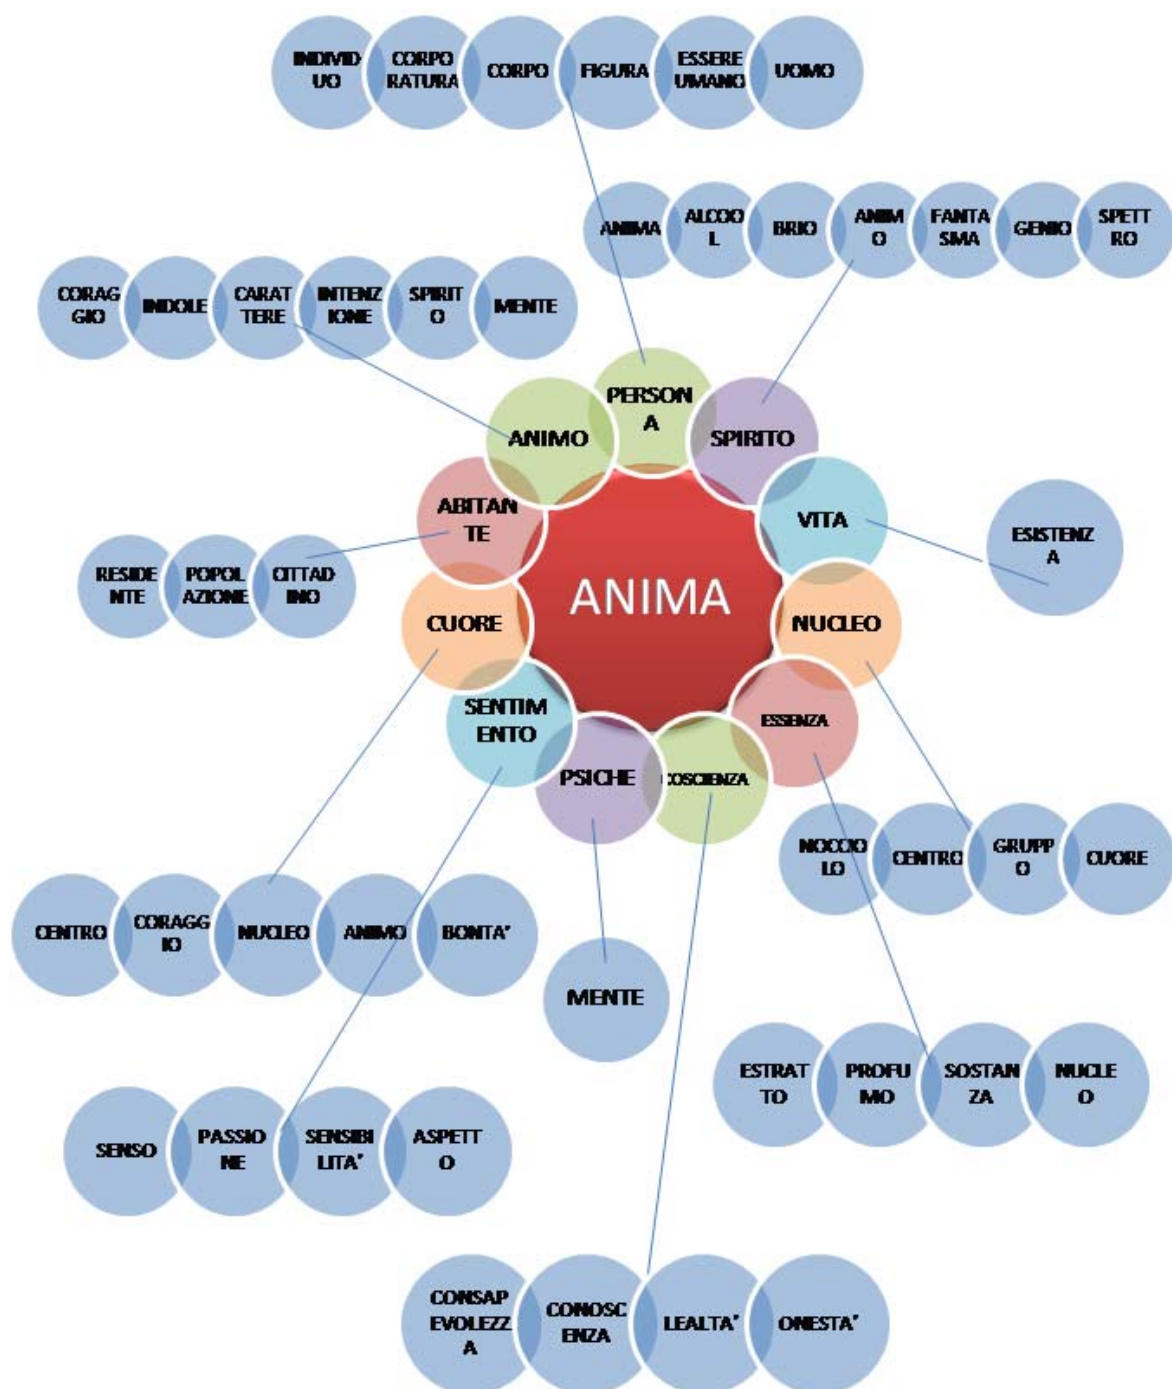 INDIVID
UO
CORPO
RATURA
CORPO
FIGURA
ESSERE
UMANO
UOMO
ANIMA
ALCOO
L
BRIO
ANIM
O
FANTA
SMA
GENIO
SPETT
RO
CORAG
GIO
INDOLE
CARAT
TERE
INTENZ
IONE
SPIRIT
O
MENTE
PERSON
A
ANIMO
SPIRITO
ABITAN
TE
VITA
ESISTENZ
A
RESIDE
NTE
POPOL
AZIONE
CITTAD
INO
ANIMA
CUORE
NUCLEO
SENTIM
ENTO
ESSENZA
PSICHE
COSCIENZA
NOCCIO
LO
CENTRO
GRUPP
O
CUORE
CENTRO
CORAGG
IO
NUCLEO
ANIMO
BONTA'
MENTE
ESTRAT
TO
PROFU
MO
SOSTAN
ZA
NUCLE
O
SENSO
PASSIO
NE
SENSIBI
LITA'
ASPETT
O
CONSAP
EVOLEZZ
A
CONOSC
ENZA
LEALTA'
ONESTA'